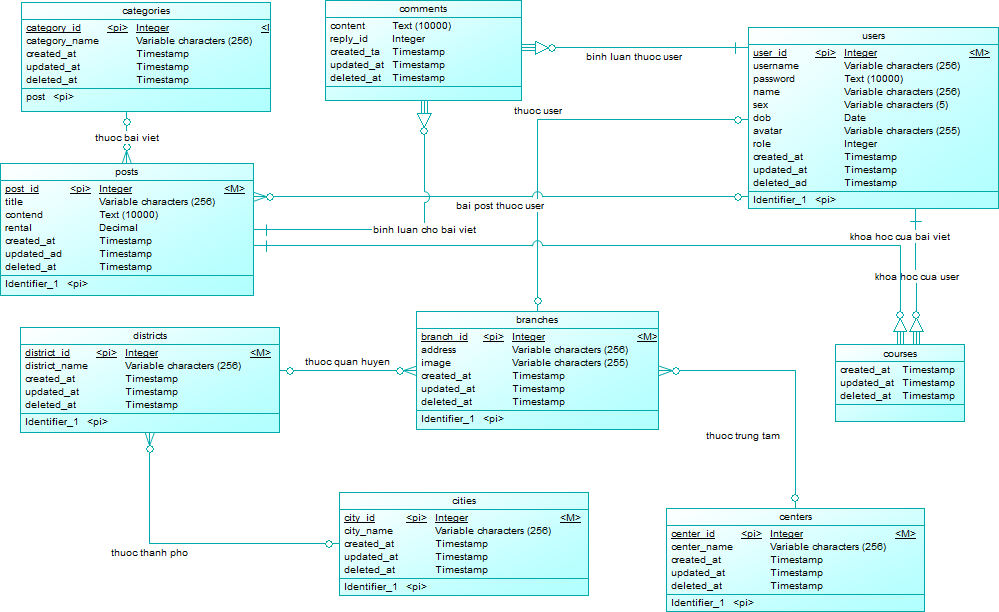 categories
category_id <pi> Integer
category_name Variable characters (256)
created_at Timestamp
updated_at Timestamp
deleted_at Timestamp
post <pi>
comments
content Text (10000)
reply_id Integer
created_ta Timestamp
updated_at Timestamp
deleted_at Timestamp
users
user_id <pi> Integer <M>
username Variable characters (256)
password Text (10000)
name Variable characters (256)
sex Variable characters (5)
dob Date
avatar Variable characters (255)
role Integer
created_at Timestamp
updated_at Timestamp
deleted_ad Timestamp
Identifier_1 <pi>
binh luan thuoc user
thuoc user
thuoc bai viet
posts
post_id <pi> Integer <M>
title Variable characters (256)
contend Text (10000)
rental Decimal
created_at Timestamp
updated_ad Timestamp
deleted_at Timestamp
Identifier_1 <pi>
bai post thuoc user
binh luan cho bai viet
khoa hoc cua bai viet
khoa hoc cua user
districts
district_id <pi> Integer <M>
district_name Variable characters (256)
created_at Timestamp
updated_at Timestamp
deleted_at Timestamp
Identifier_1 <pi>
thuoc quan huyen
branches
branch_id <pi> Integer <M>
address Variable characters (256)
image Variable characters (255)
created_at Timestamp
updated_at Timestamp
deleted_at Timestamp
Identifier_1 <pi>
courses
created_at Timestamp
updated_at Timestamp
deleted_at Timestamp
thuoc trung tam
cities
city_id <pi> Integer <M>
city_name Variable characters (256)
created_at Timestamp
updated_at Timestamp
deleted_at Timestamp
Identifier_1 <pi>
thuoc thanh pho
centers
center_id <pi> Integer <M>
center_name Variable characters (256)
created_at Timestamp
updated_at Timestamp
deleted_at Timestamp
Identifier_1 <pi>